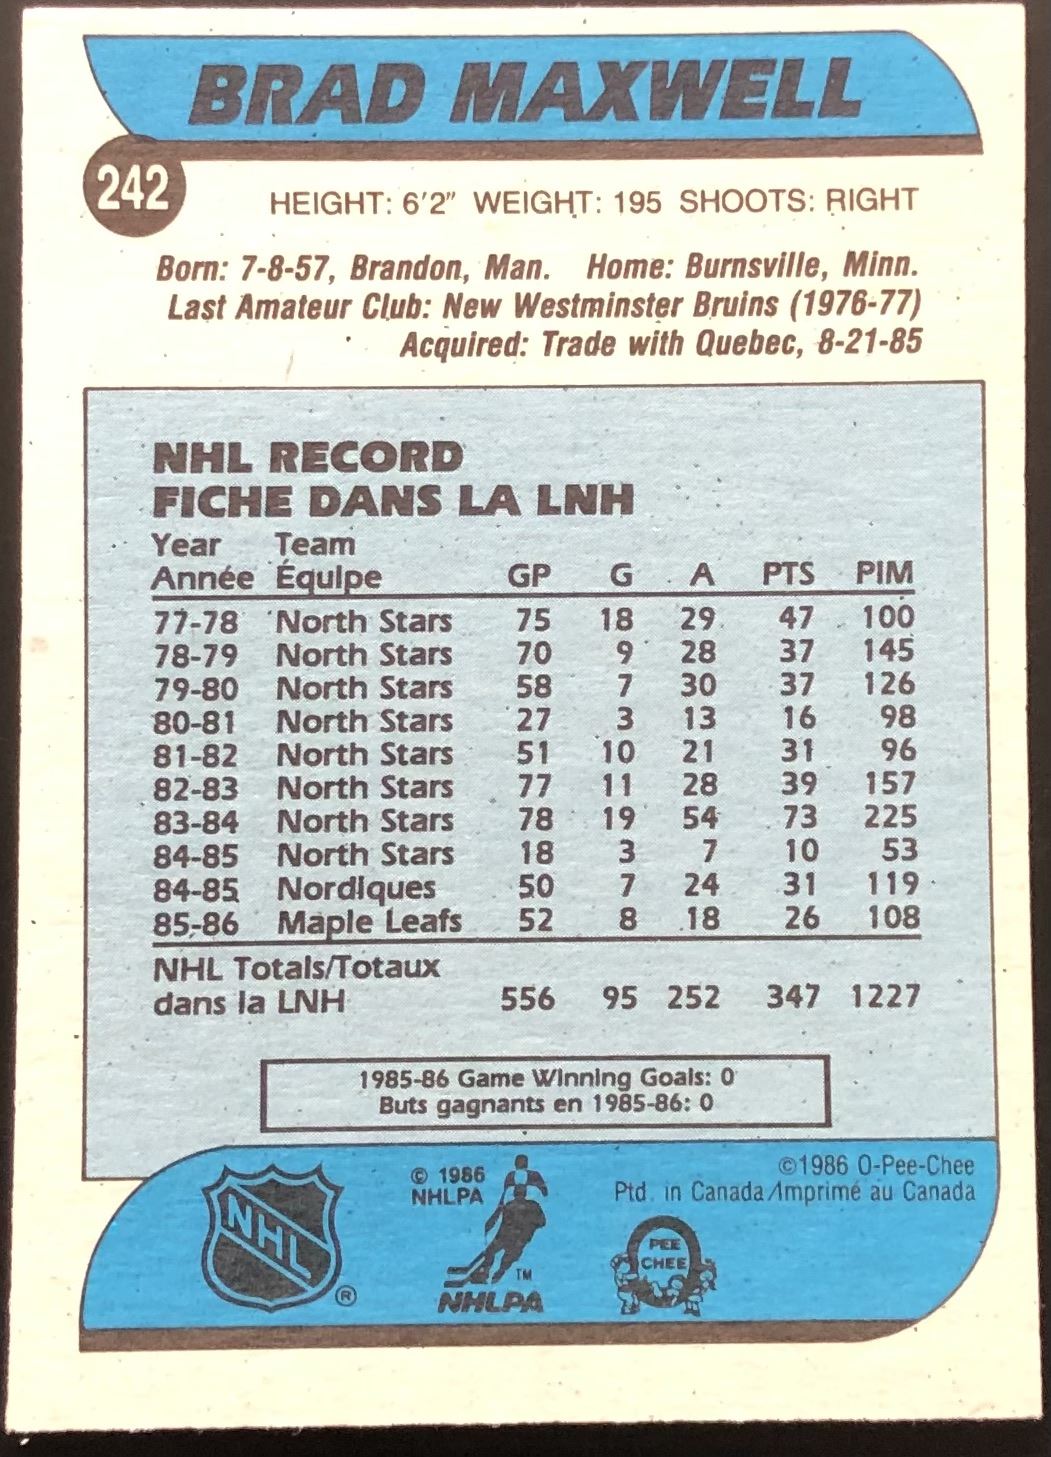 BRAD MAXWELL
242
HEIGHT: 6'2" WEIGHT: 195 SHOOTS: RIGHT
Born: 7-8-57, Brandon, Man. Home: Burnsville, Minn.
Last Amateur Club: New Westminster Bruins (1976-77)
Acquired: Trade with Quebec, 8-21-85
NHL RECORD
FICHE DANS LA LNH
Year Team
Année Équipe GP G A PTS PIM
77-78 North Stars 75 18 29 47 100
78-79 North Stars 70 9 28 37 145
79-80 North Stars 58 7 30 37 126
80-81 North Stars 27 3 13 16 98
81-82 North Stars 51 10 21 31 96
82-83 North Stars 77 11 28 39 157
83-84 North Stars 78 19 54 73 225
84-85 North Stars 18 3 7 10 53
84-85 Nordiques 50 7 24 31 119
85-86 Maple Leafs 52 8 18 26 108
NHL Totals/Totaux
dans la LNH 556 95 252 347 1227
1985-86 Game Winning Goals: 0
Buts gagnants en 1985-86: 0
©1986 O-Pee-Chee
Ptd. in Canada/Imprimé au Canada
© 1986
NHLPA
NHL ®
TM
NHLPA
PEE
CHEE